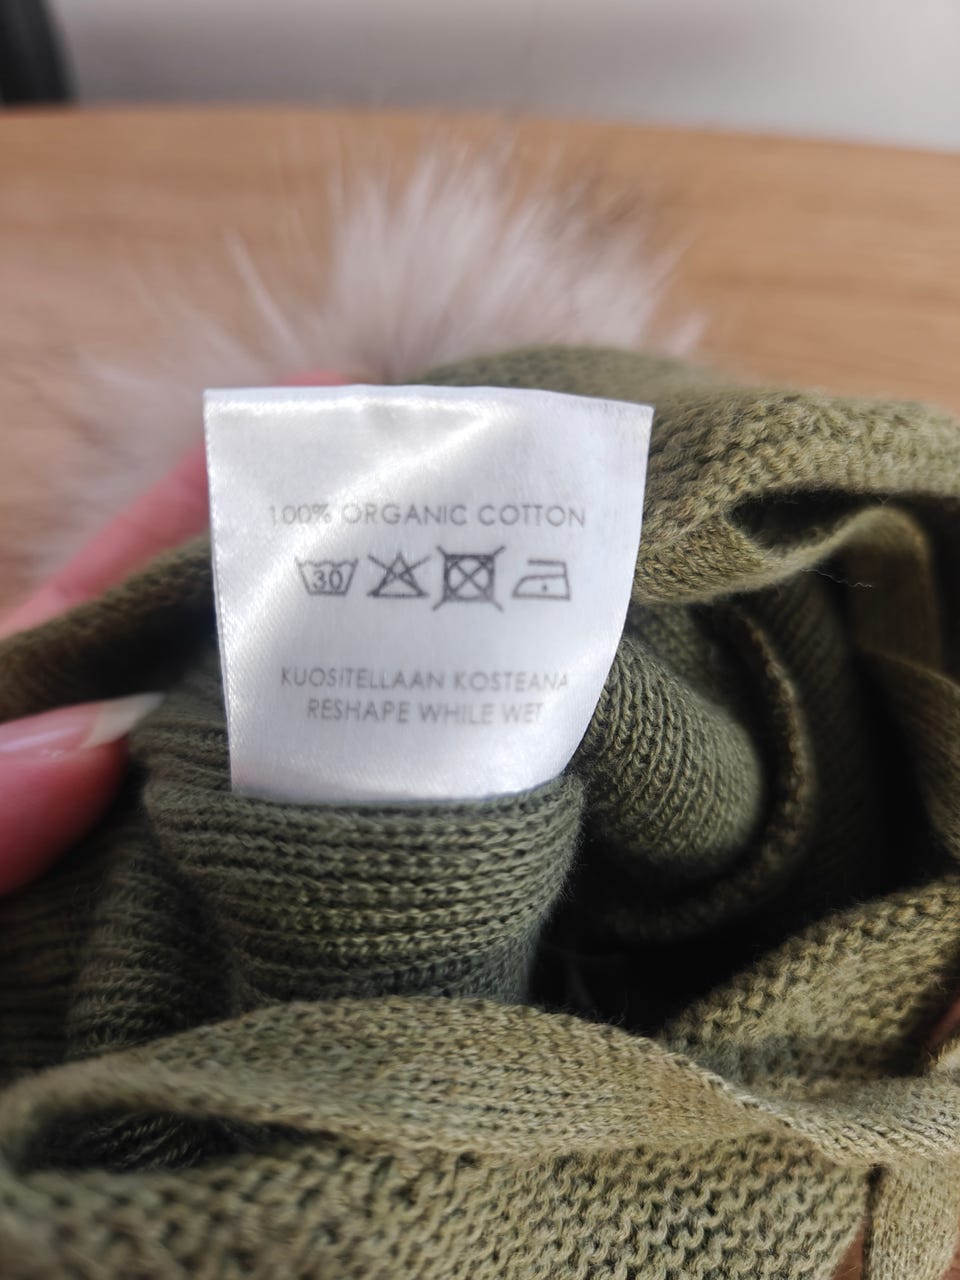 100% ORGANIC COTTON
30
KUOSITELLAAN KOSTEANA
RESHAPE WHILE WET